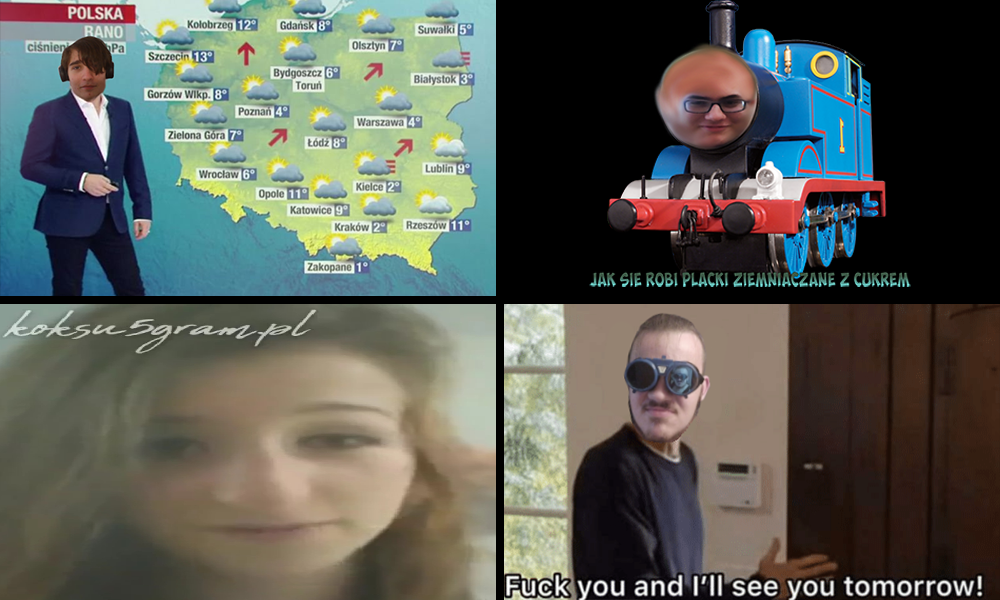 POLSKA
RANO
Kołobrzeg 12°
Gdańsk 8°
Suwałki 5°
Olsztyn 7°
Szczecin 13°
Bydgoszcz 6°
Toruń
Białystok 3°
Gorzów Wlkp. 8°
Poznań 4°
Warszawa 4°
Zielona Góra 7°
Łódź 8°
Lublin 9°
Wrocław 6°
Kielce 2°
Opole 11°
Katowice 9°
Kraków 2°
Rzeszów 11°
Zakopane 1°
JAK SIE ROBI PLACKI ZIEMNIACZANE Z CUKREM
koksu5gram.pl
Fuck you and I'll see you tomorrow!